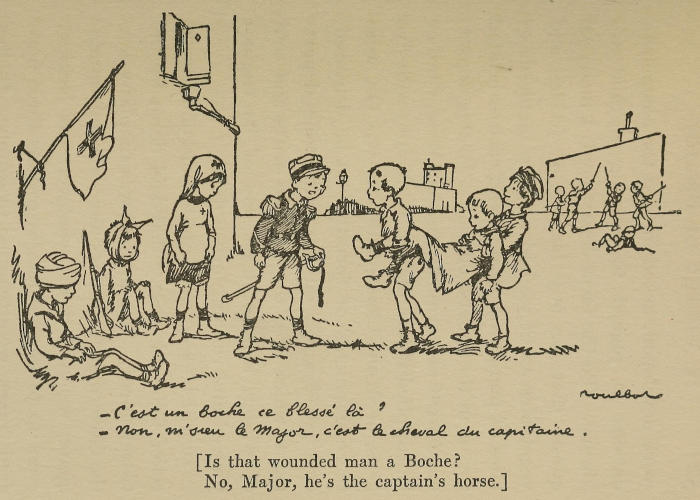 Poulbot
- C'est un boche ce blessé là ?
- Non, m'sieu le Major, c'est le cheval du capitaine.
[Is that wounded man a Boche?
No, Major, he's the captain's horse.]